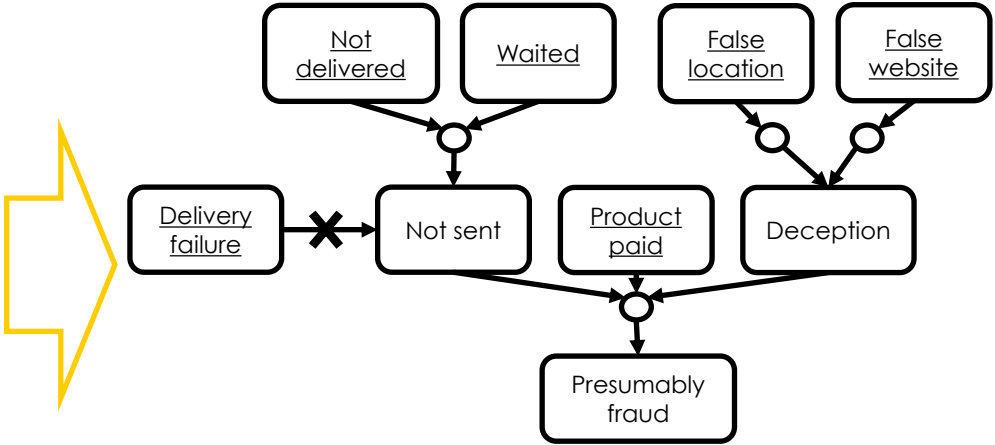 Not
delivered
Waited
False
location
False
website
Delivery
failure
Not sent
Product
paid
Deception
Presumably
fraud